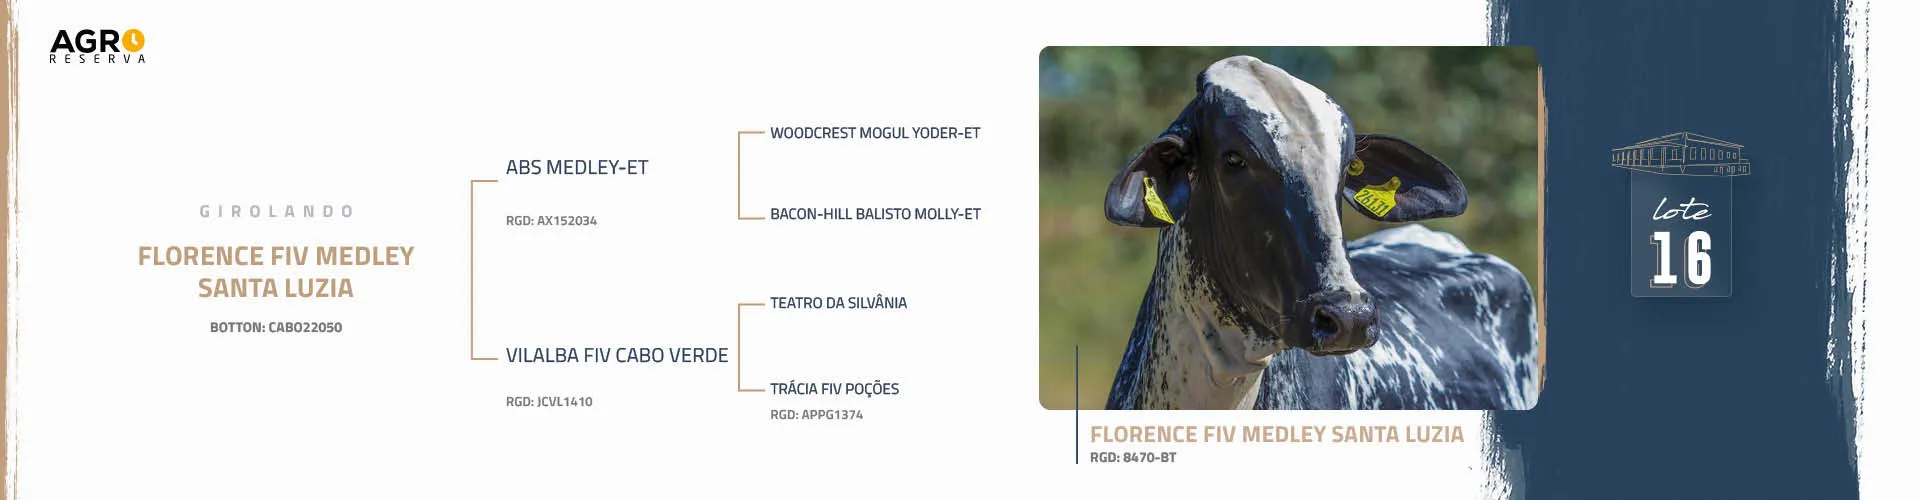 AGRO
RESERVA
GIROLANDO
FLORENCE FIV MEDLEY
SANTA LUZIA
BOTTON: CABO22050
ABS MEDLEY-ET
RGD: AX152034
VILALBA FIV CABO VERDE
RGD: JCVL1410
WOODCREST MOGUL YODER-ET
BACON-HILL BALISTO MOLLY-ET
TEATRO DA SILVÂNIA
TRÁCIA FIV POÇÕES
RGD: APPG1374
FLORENCE FIV MEDLEY SANTA LUZIA
RGD: 8470-BT
lote
16